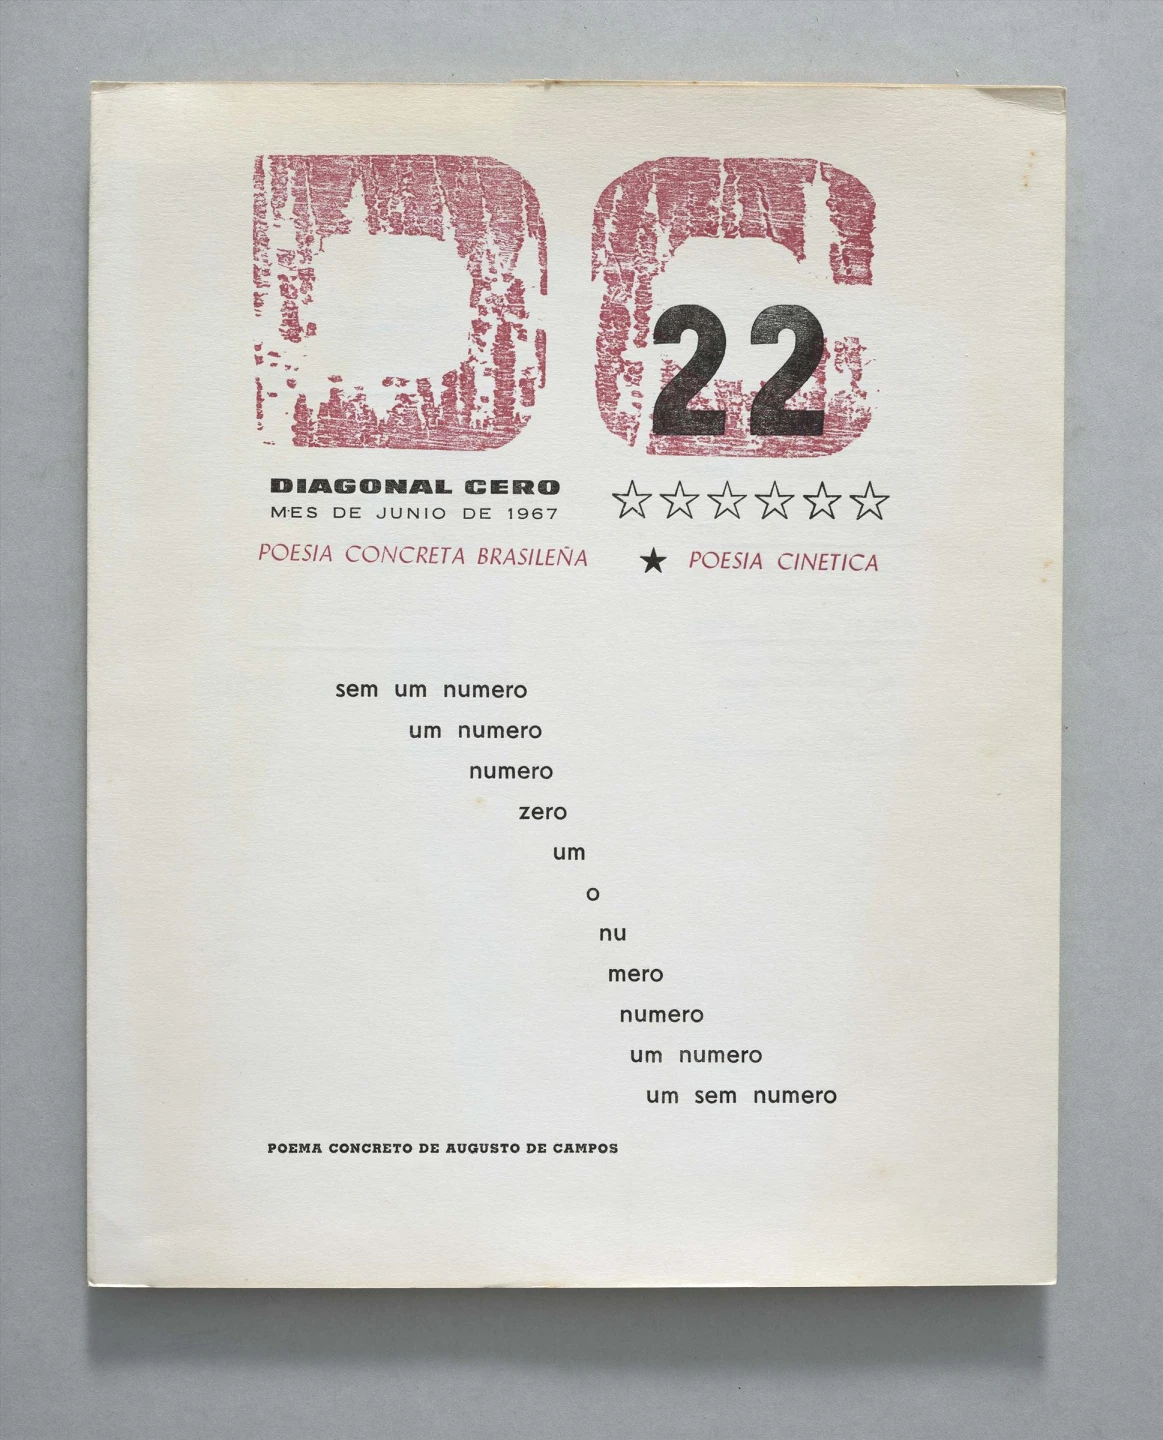 DC
22
DIAGONAL CERO ☆☆☆☆☆☆
MES DE JUNIO DE 1967
POESIA CONCRETA BRASILEÑA ★ POESIA CINETICA
sem um numero
um numero
numero
zero
um
o
nu
mero
numero
um numero
um sem numero
POEMA CONCRETO DE AUGUSTO DE CAMPOS